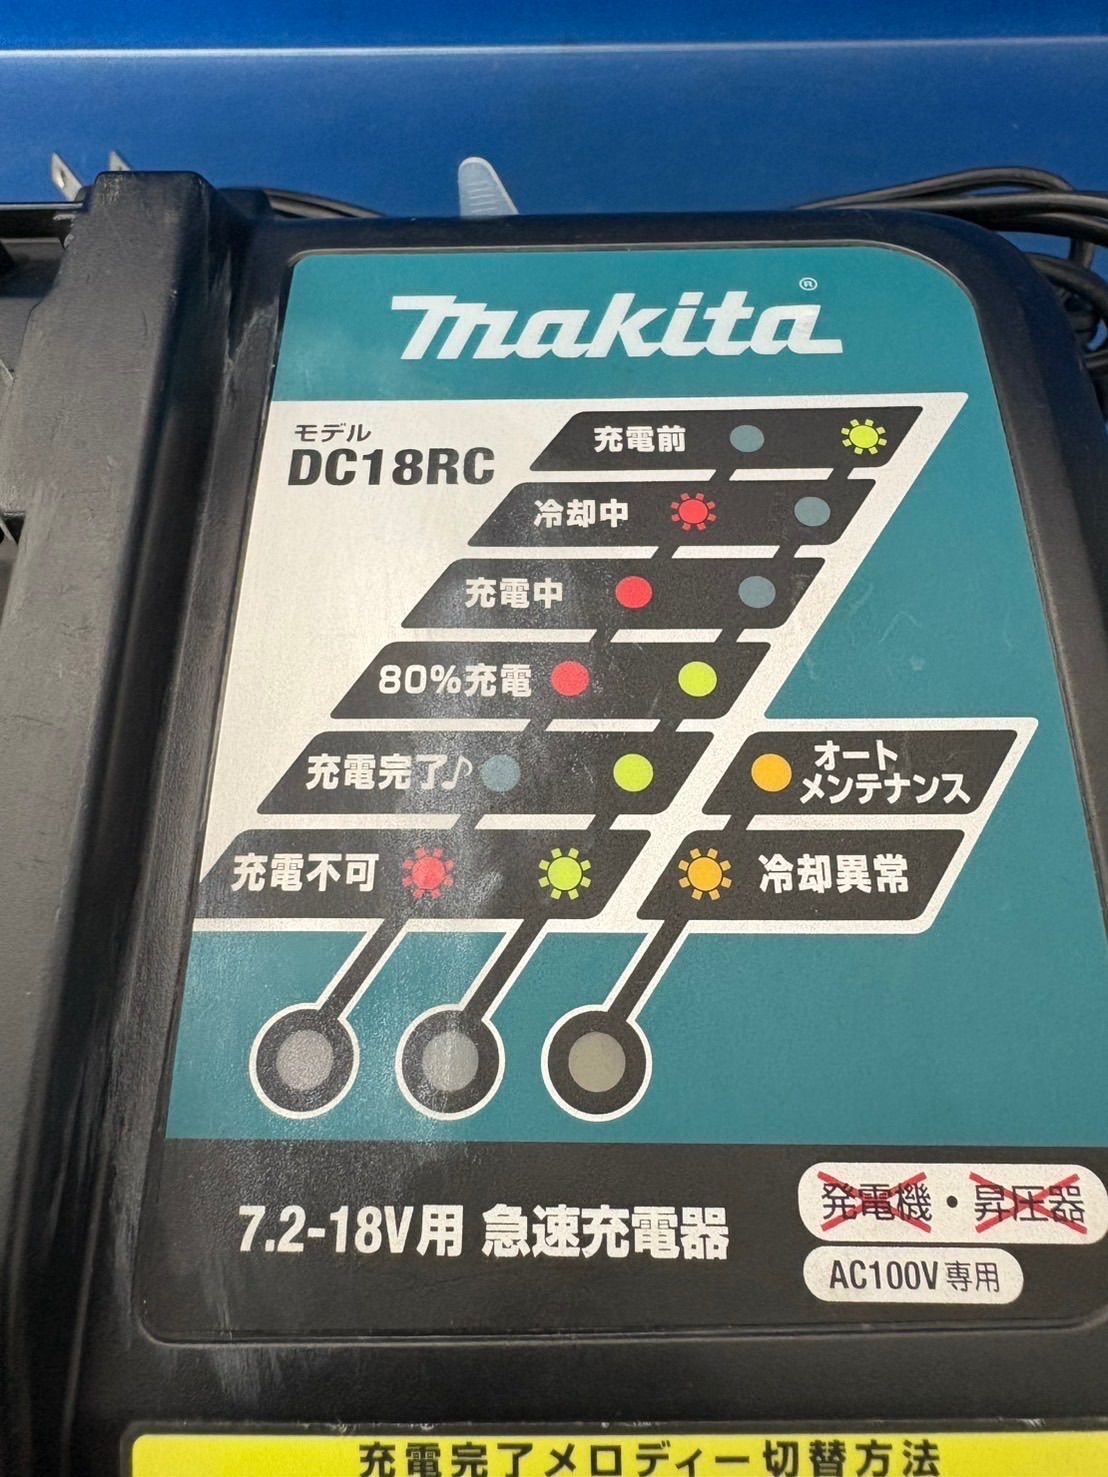 makita®
モデル
DC18RC
充電前
冷却中
充電中
80%充電
充電完了♪
オート
メンテナンス
充電不可
冷却異常
7.2-18V用 急速充電器
発電機・昇圧器
AC100V専用
充電完了メロディー切替方法